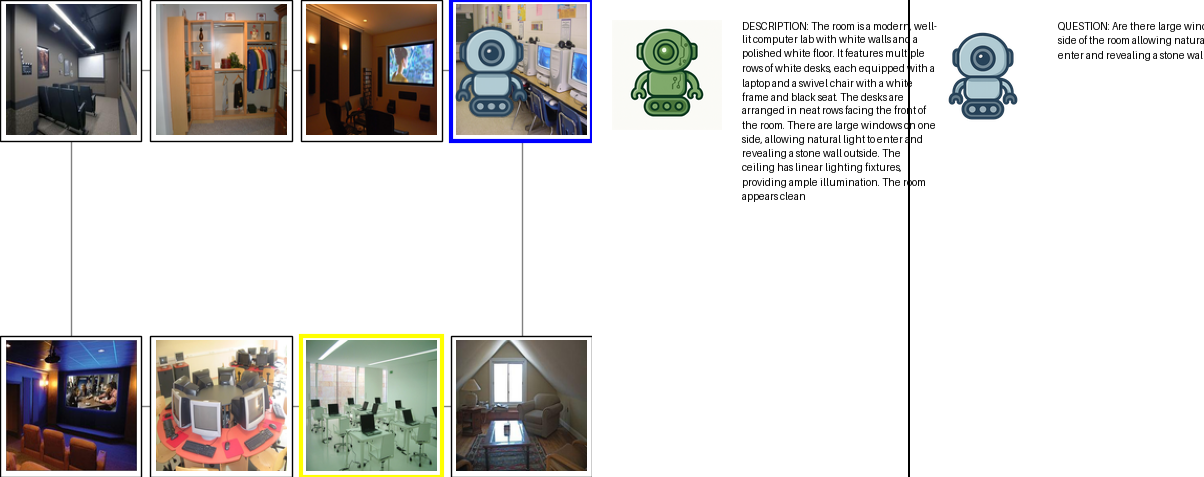 DESCRIPTION: The room is a modern, well-
lit computer lab with white walls and a
polished white floor. It features multiple
rows of white desks, each equipped with a
laptop and a swivel chair with a white
frame and black seat. The desks are
arranged in neat rows facing the front of
the room. There are large windows on one
side, allowing natural light to enter and
revealing a stone wall outside. The
ceiling has linear lighting fixtures,
providing ample illumination. The room
appears clean
QUESTION: Are there large wind
side of the room allowing natura
enter and revealing a stone wal